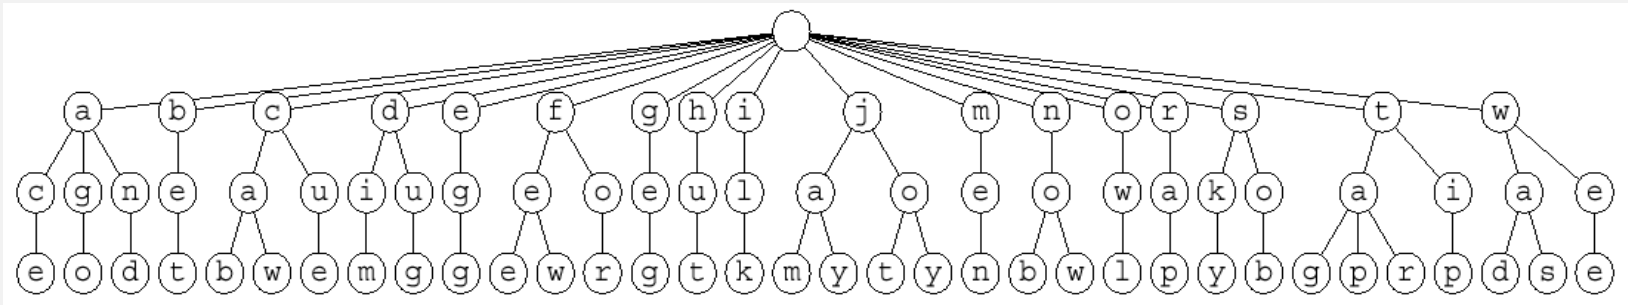 a b c d e f g h i j m n o r s t w
c g n e a u i u g e o e u l a o e o w a k o a i a e
e o d t b w e m g g e w r g t k m y t y n b w l p y b g p r p d s e